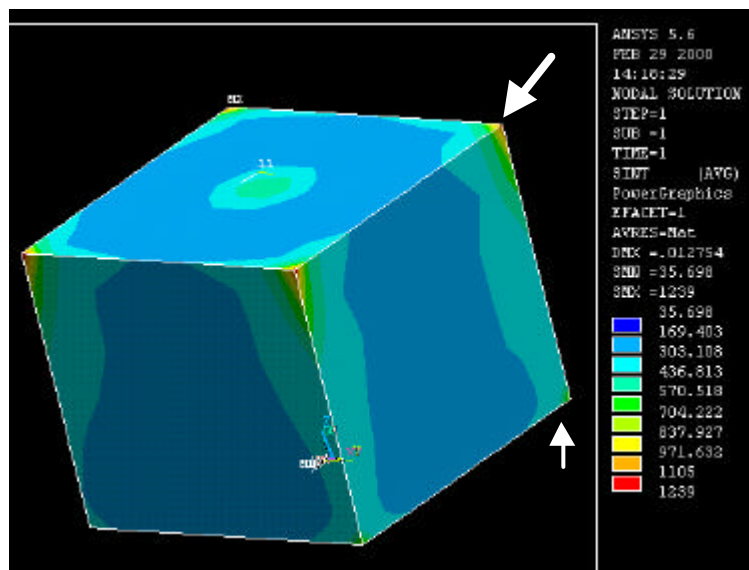 ANSYS 5.6
FEB 29 2000
14:16:29
NODAL SOLUTION
STEP=1
SUB =1
TIME=1
SINT (AVG)
PowerGraphics
EFACET=1
AVRES=Mat
DMX =.012754
SMN =35.698
SMX =1239
35.698
169.403
303.108
436.813
570.518
704.222
837.927
971.632
1105
1239
MX